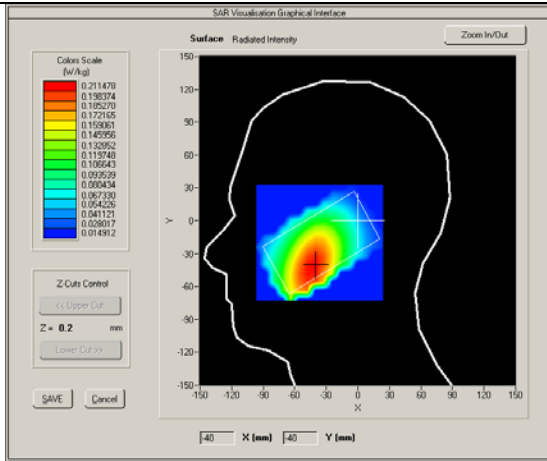 SAR Visualisation Graphical Interface
Surface Radiated Intensity
Zoom In/Out
Colors Scale
(W/kg)
0.211478
0.198374
0.185270
0.172165
0.159061
0.145956
0.132852
0.119748
0.106643
0.093539
0.080434
0.067330
0.054226
0.041121
0.028017
0.014912
Z-Cuts Control
<< Upper Cut
Z = 0.2 mm
Lower Cut >>
SAVE Cancel
150
120
90
60
30
0
-30
-60
-90
-120
-150
Y
-150 -120 -90 -60 -30 0 30 60 90 120 150
X
-40 X (mm) -40 Y (mm)